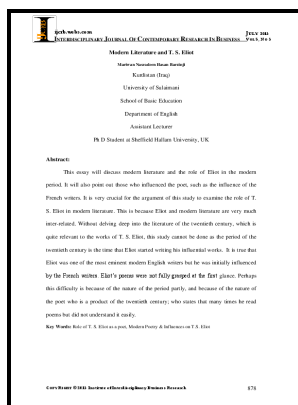 ijcrb.webs.com
JULY 2012
INTERDISCIPLINARY JOURNAL OF CONTEMPORARY RESEARCH IN BUSINESS VOL 4, NO 3
Modern Literature and T. S. Eliot
Nasreddin Hasan
Kurdistan (Iraq)
University of Sulaimani
School of Basic Education
Department of English
Assistant Lecturer
Ph D Student at Sheffield Hallam University, UK
Abstract:
This essay will discuss modern literature and the role of Eliot in the modern
period. It will also point out those who influenced the poet, such as the influence of the
French writers. It is very crucial for the argument of this study to examine the role of T.
S. Eliot in modern literature. This is because Eliot and modern literature are very much
inter-related. Without delving deep into the literature of the twentieth century, which is
quite relevant to the works of T. S. Eliot, this study cannot be done as the period of the
twentieth century is the time that Eliot started writing his influential works. It is true that
Eliot was one of the most eminent modern English writers but he was initially influenced
by the French writers. Eliot's poems were not fully grasped at the first glance. Perhaps
this difficulty is because of the nature of the period partly, and because of the nature of
the poet who is a product of the twentieth century; who states that many times he read
poems but did not understand it easily.
Key Words: Role of T. S. Eliot as a poet, Modern Poetry & Influences on T. S. Eliot
COPY RIGHT © 2012 Institute of Interdisciplinary Business Research
878